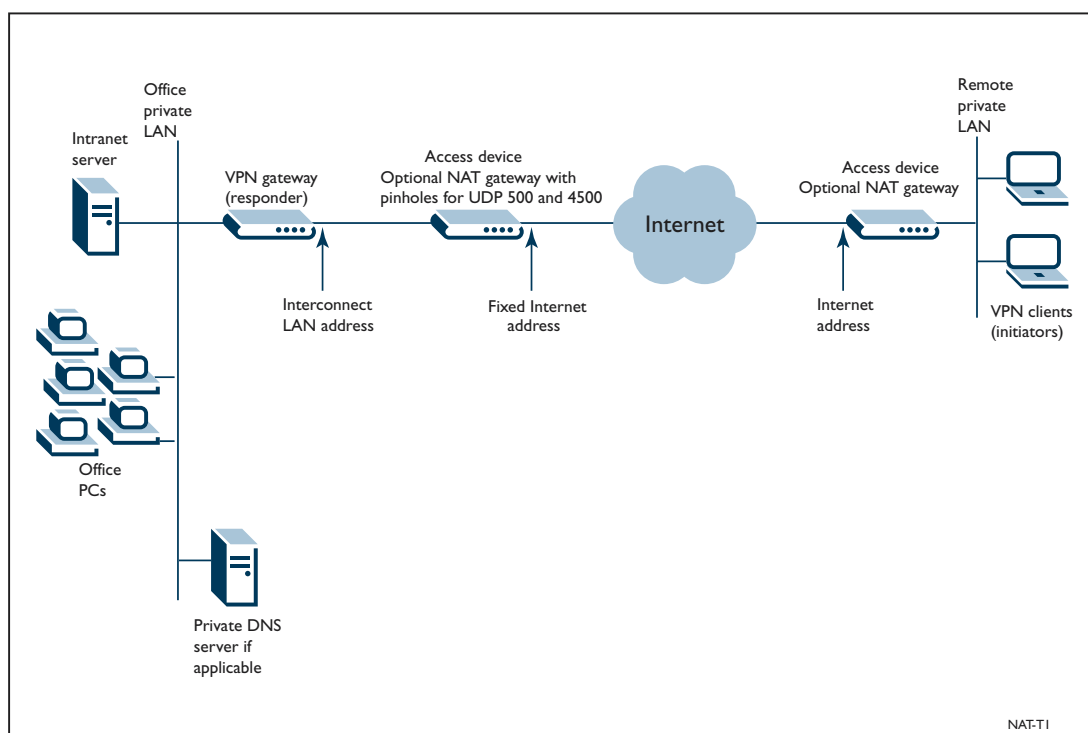 Office
private
LAN
Intranet
server
VPN gateway
(responder)
Access device
Optional NAT gateway with
pinholes for UDP 500 and 4500
Internet
Access device
Optional NAT gateway
Remote
private
LAN
Interconnect
LAN address
Fixed Internet
address
Internet
address
VPN clients
(initiators)
Office
PCs
Private DNS
server if
applicable
NAT-T1